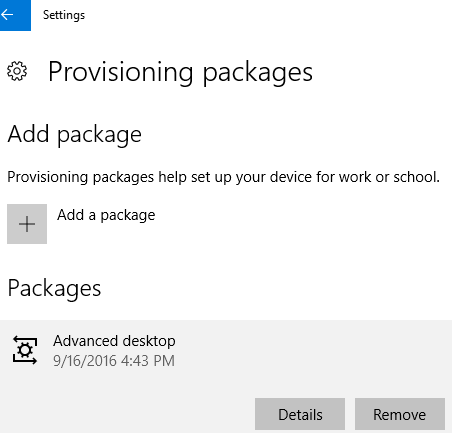 Settings
Provisioning packages
Add package
Provisioning packages help set up your device for work or school.
Add a package
Packages
Advanced desktop
9/16/2016 4:43 PM
Details Remove